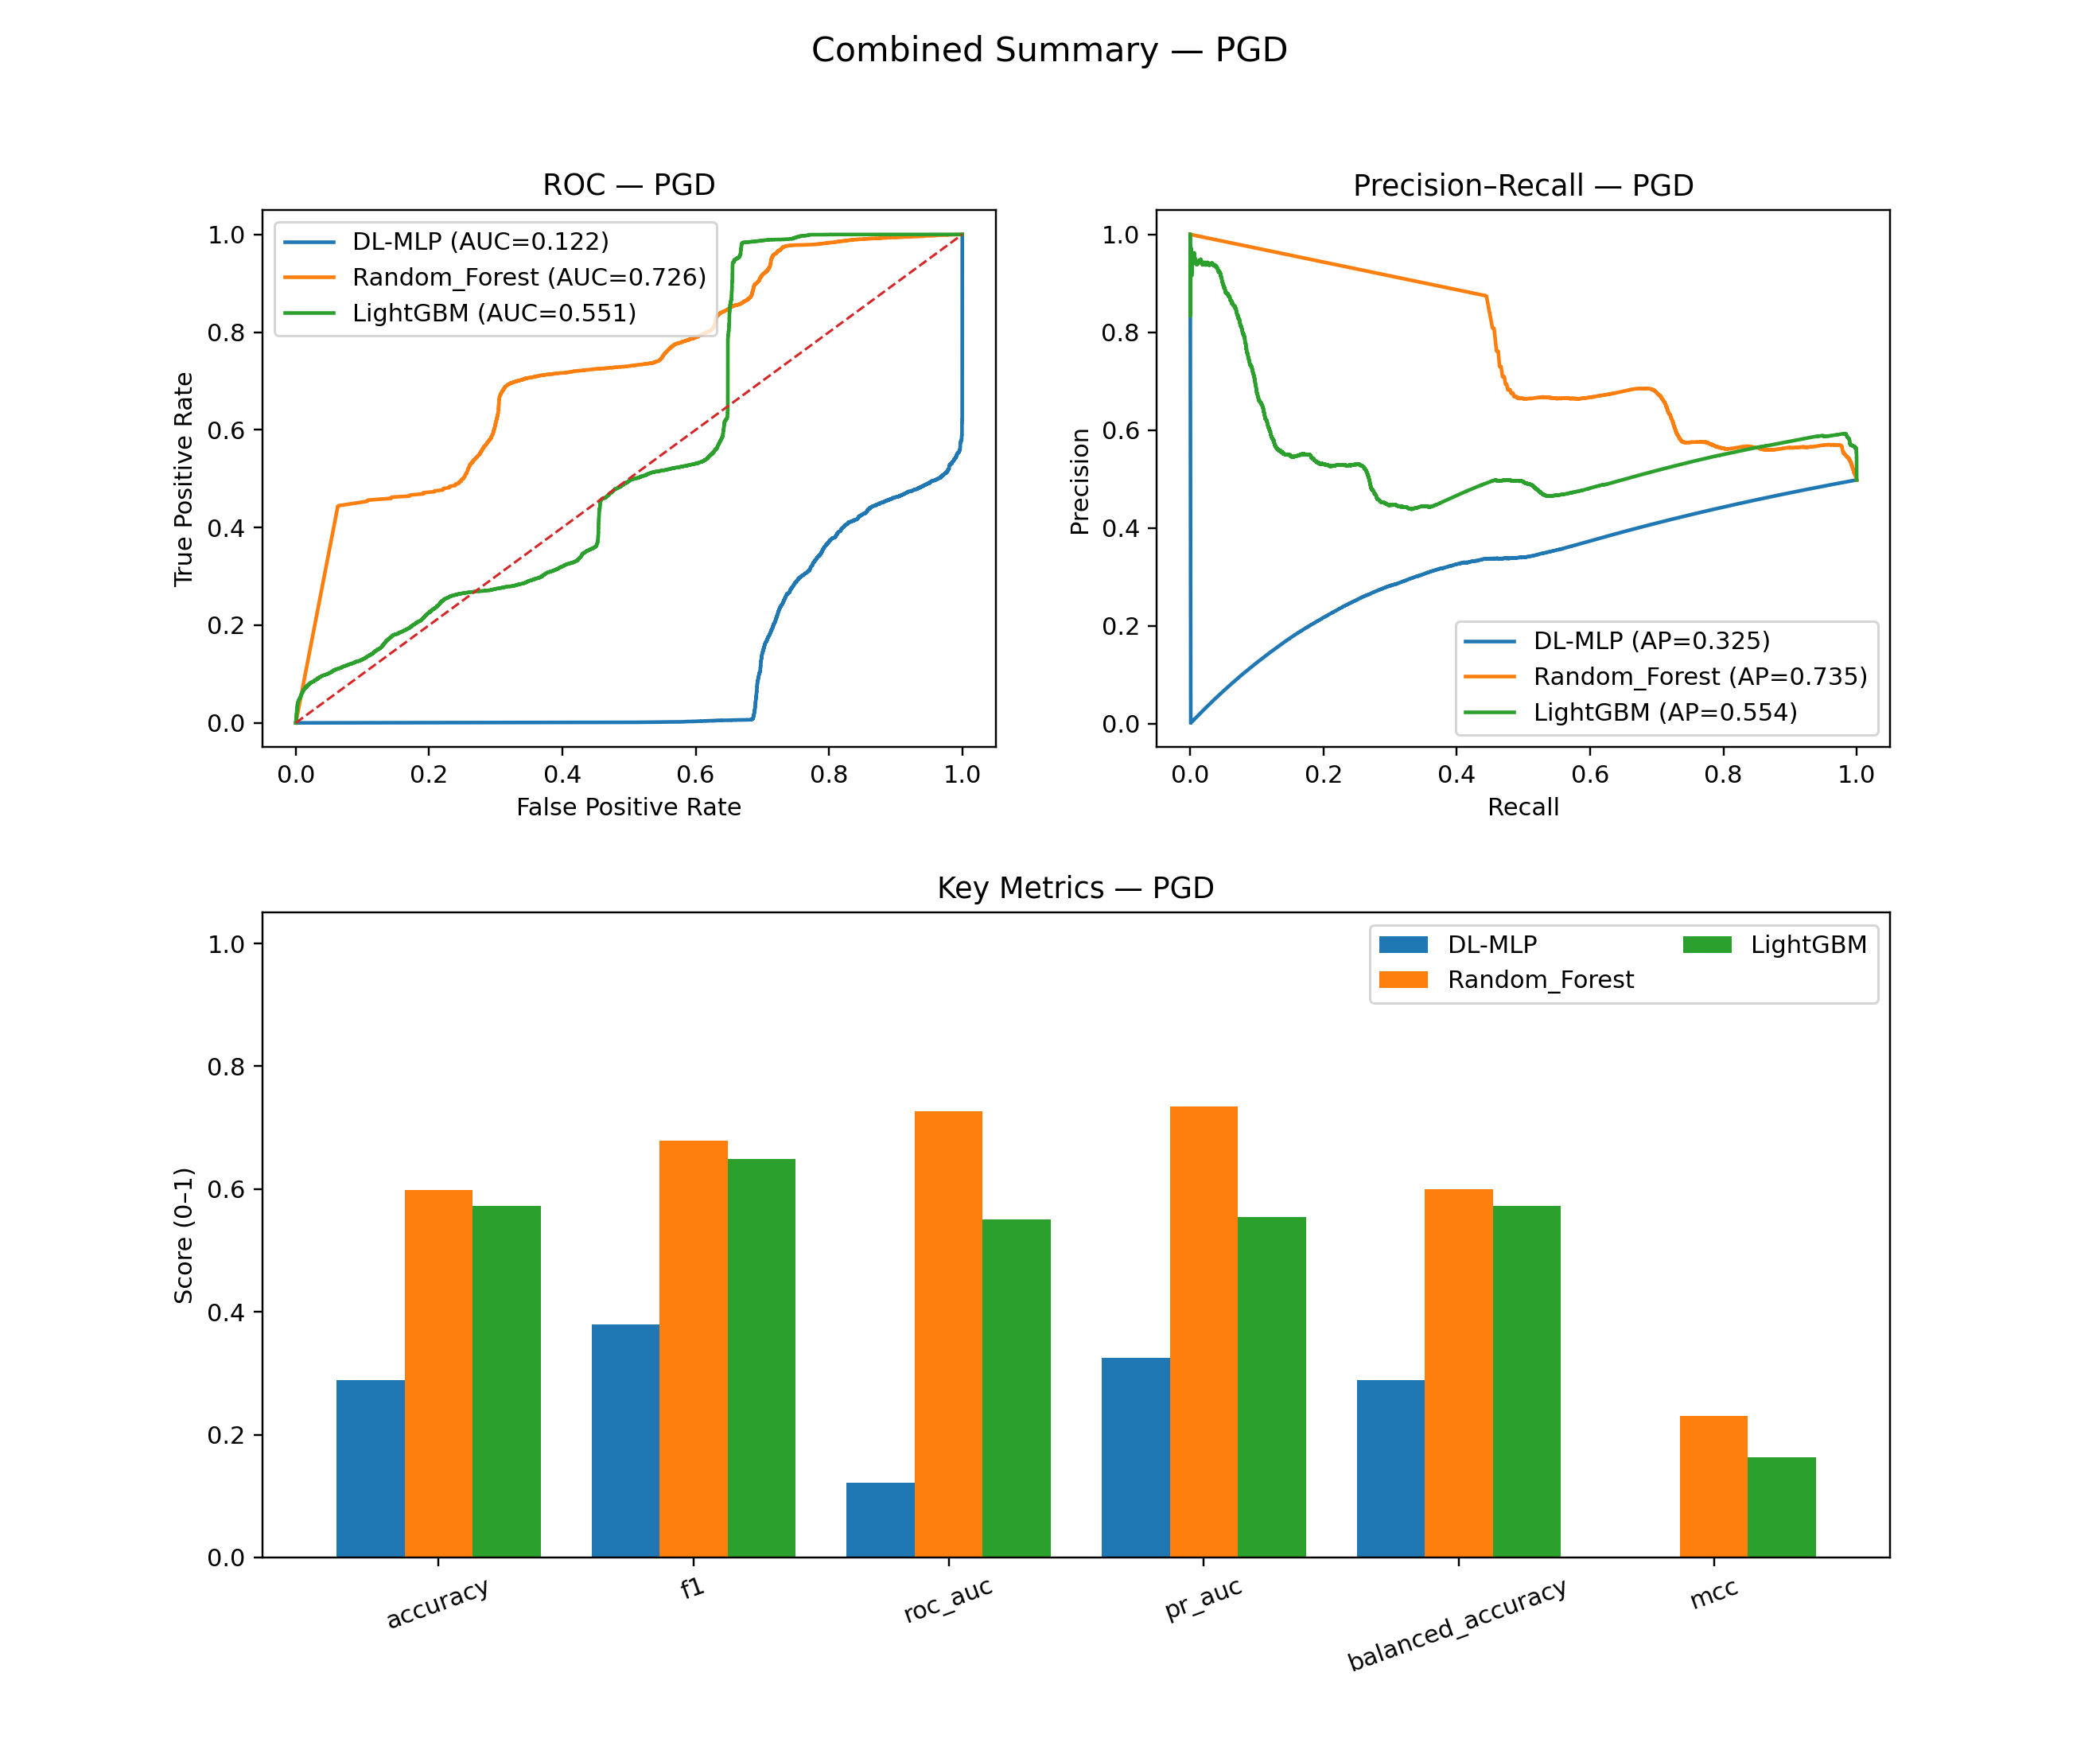 Combined Summary — PGD
ROC — PGD
DL-MLP (AUC=0.122)
Random_Forest (AUC=0.726)
LightGBM (AUC=0.551)
True Positive Rate
1.0
0.8
0.6
0.4
0.2
0.0
0.0 0.2 0.4 0.6 0.8 1.0
False Positive Rate
Precision–Recall — PGD
Precision
1.0
0.8
0.6
0.4
0.2
0.0
DL-MLP (AP=0.325)
Random_Forest (AP=0.735)
LightGBM (AP=0.554)
0.0 0.2 0.4 0.6 0.8 1.0
Recall
Key Metrics — PGD
DL-MLP
Random_Forest
LightGBM
Score (0–1)
1.0
0.8
0.6
0.4
0.2
0.0
accuracy f1 roc_auc pr_auc balanced_accuracy mcc